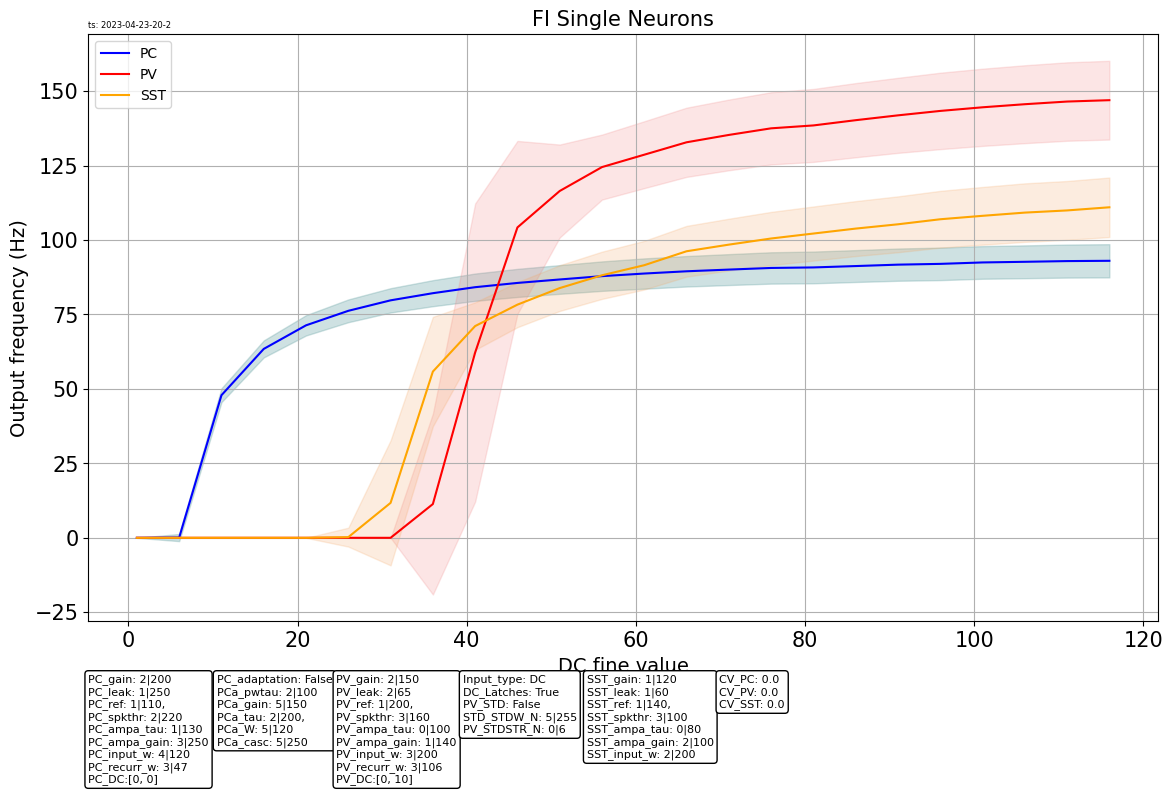 FI Single Neurons
ts: 2023-04-23-20-2
PC
PV
SST
150
125
100
75
50
25
0
−25
Output frequency (Hz)
0 20 40 60 80 100 120
DC fine value
PC_gain: 2|200
PC_leak: 1|250
PC_ref: 1|110,
PC_spkthr: 2|220
PC_ampa_tau: 1|130
PC_ampa_gain: 3|250
PC_input_w: 4|120
PC_recurr_w: 3|47
PC_DC:[0, 0]
PC_adaptation: False
PCa_pwtau: 2|100
PCa_gain: 5|150
PCa_tau: 2|200,
PCa_W: 5|120
PCa_casc: 5|250
PV_gain: 2|150
PV_leak: 2|65
PV_ref: 1|200,
PV_spkthr: 3|160
PV_ampa_tau: 0|100
PV_ampa_gain: 1|140
PV_input_w: 3|200
PV_recurr_w: 3|106
PV_DC:[0, 10]
Input_type: DC
DC_Latches: True
PV_STD: False
STD_STDW_N: 5|255
PV_STDSTR_N: 0|6
SST_gain: 1|120
SST_leak: 1|60
SST_ref: 1|140,
SST_spkthr: 3|100
SST_ampa_tau: 0|80
SST_ampa_gain: 2|100
SST_input_w: 2|200
CV_PC: 0.0
CV_PV: 0.0
CV_SST: 0.0